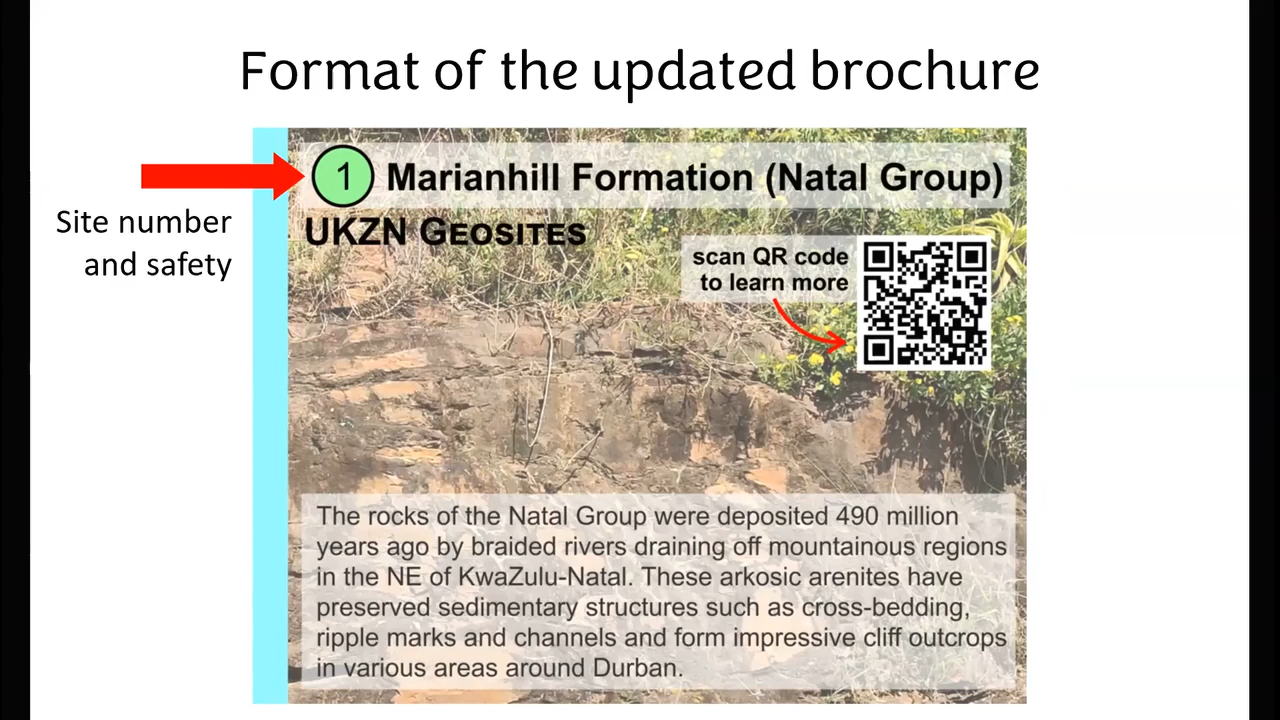 Format of the updated brochure
1 Marianhill Formation (Natal Group)
Site number
and safety
UKZN GEOSITES
scan QR code
to learn more
The rocks of the Natal Group were deposited 490 million
years ago by braided rivers draining off mountainous regions
in the NE of KwaZulu-Natal. These arkosic arenites have
preserved sedimentary structures such as cross-bedding,
ripple marks and channels and form impressive cliff outcrops
in various areas around Durban.